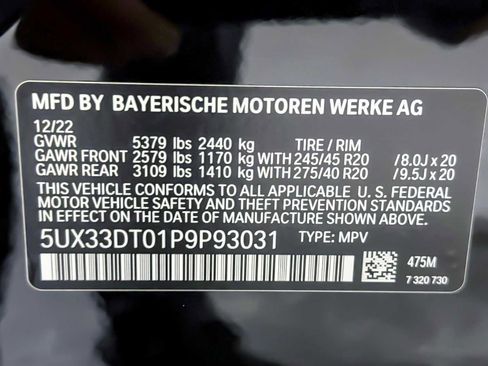 MFD BY BAYERISCHE MOTOREN WERKE AG
12/22
GVWR 5379 lbs 2440 kg TIRE / RIM
GAWR FRONT 2579 lbs 1170 kg WITH 245/45 R20 /8.0J x 20
GAWR REAR 3109 lbs 1410 kg WITH 275/40 R20 /9.5J x 20
THIS VEHICLE CONFORMS TO ALL APPLICABLE U. S. FEDERAL
MOTOR VEHICLE SAFETY AND THEFT PREVENTION STANDARDS
IN EFFECT ON THE DATE OF MANUFACTURE SHOWN ABOVE.
5UX33DT01P9P93031 TYPE: MPV
475M
7 320 730